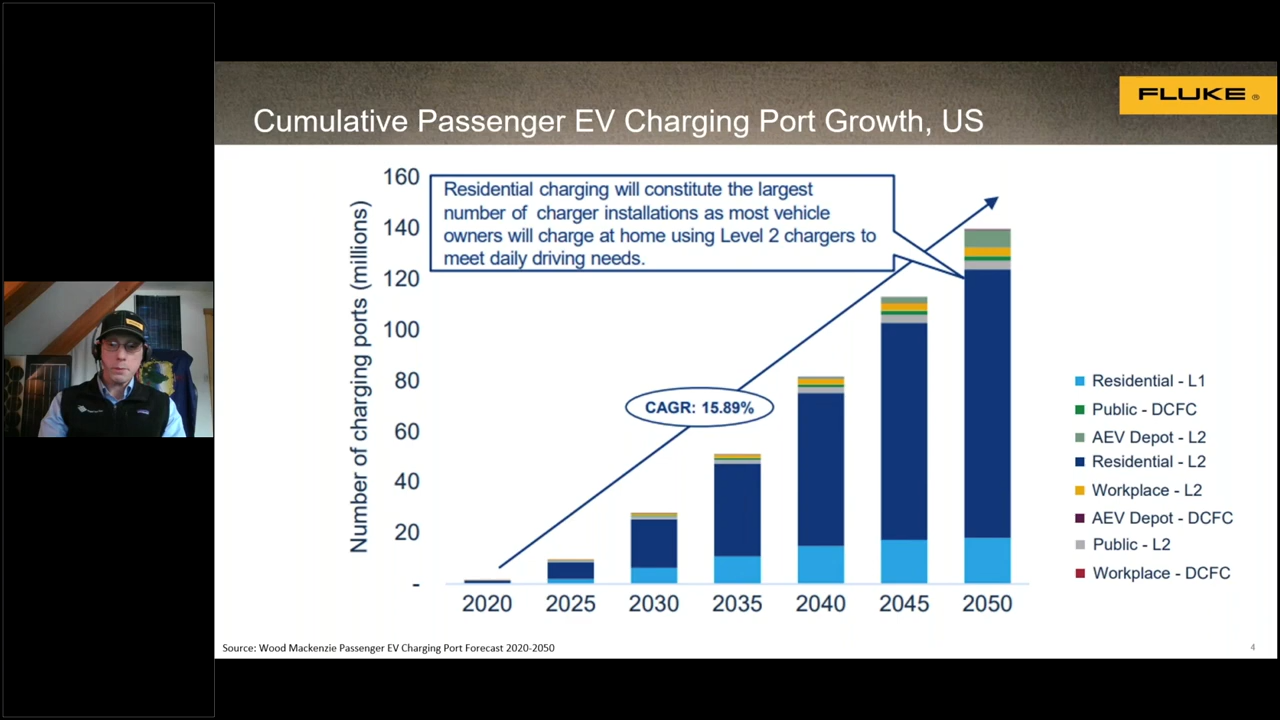 FLUKE ®
Cumulative Passenger EV Charging Port Growth, US
Number of charging ports (millions)
160
140
120
100
80
60
40
20
-
Residential charging will constitute the largest
number of charger installations as most vehicle
owners will charge at home using Level 2 chargers to
meet daily driving needs.
CAGR: 15.89%
2020 2025 2030 2035 2040 2045 2050
Residential - L1
Public - DCFC
AEV Depot - L2
Residential - L2
Workplace - L2
AEV Depot - DCFC
Public - L2
Workplace - DCFC
Source: Wood Mackenzie Passenger EV Charging Port Forecast 2020-2050
4